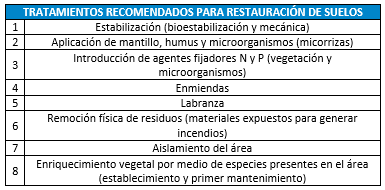 TRATAMIENTOS RECOMENDADOS PARA RESTAURACIÓN DE SUELOS
1 Estabilización (bioestabilización y mecánica)
2 Aplicación de mantillo, humus y microorganismos (micorrizas)
3 Introducción de agentes fijadores N y P (vegetación y
microorganismos)
4 Enmiendas
5 Labranza
6 Remoción física de residuos (materiales expuestos para generar
incendios)
7 Aislamiento del área
8 Enriquecimiento vegetal por medio de especies presentes en el área
(establecimiento y primer mantenimiento)